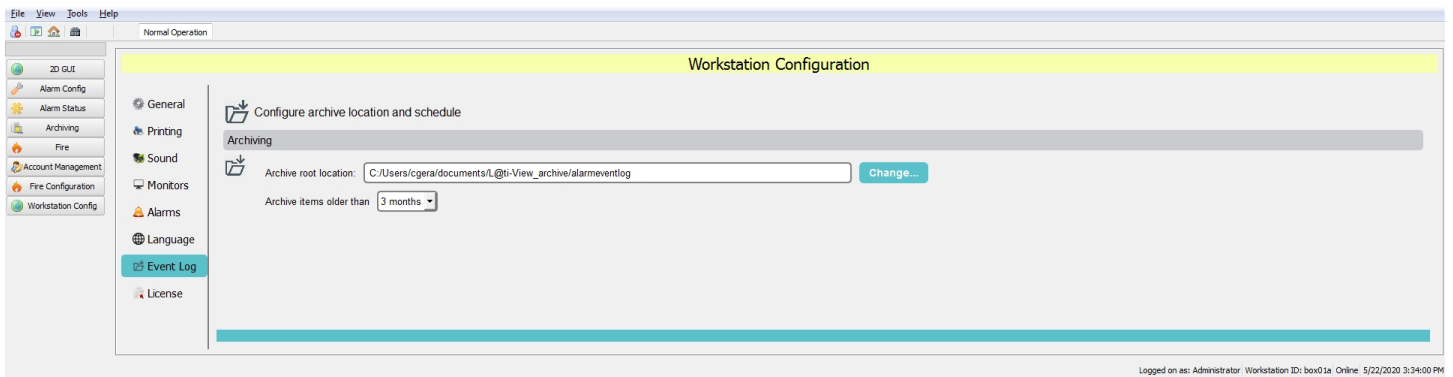 File View Tools Help
Normal Operation
2D GUI
Alarm Config
Alarm Status
Archiving
Fire
Account Management
Fire Configuration
Workstation Config
Workstation Configuration
General
Printing
Sound
Monitors
Alarms
Language
Event Log
License
Configure archive location and schedule
Archiving
Archive root location: C:/Users/cgera/documents/L@ti-View_archive/alarmeventlog Change...
Archive items older than 3 months
Logged on as: Administrator Workstation ID: box01a Online 5/22/2020 3:34:00 PM